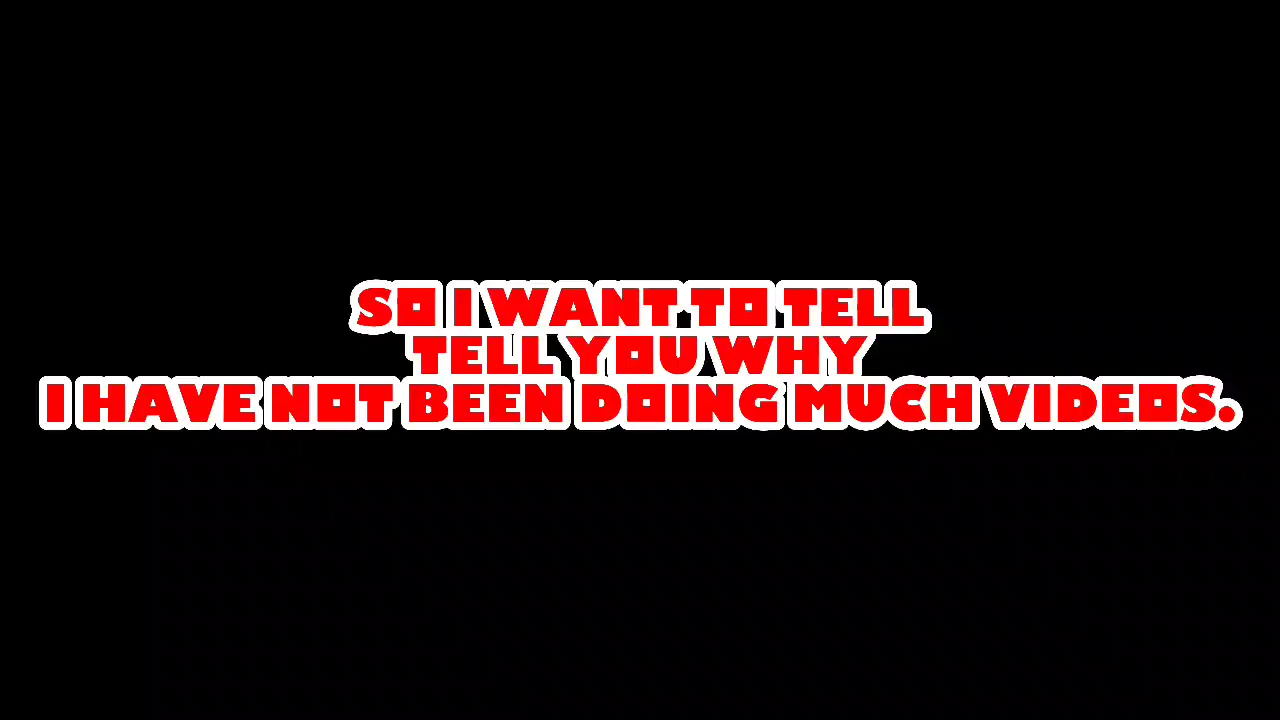 SO I WANT TO TELL
TELL YOU WHY
I HAVE NOT BEEN DOING MUCH VIDEOS.